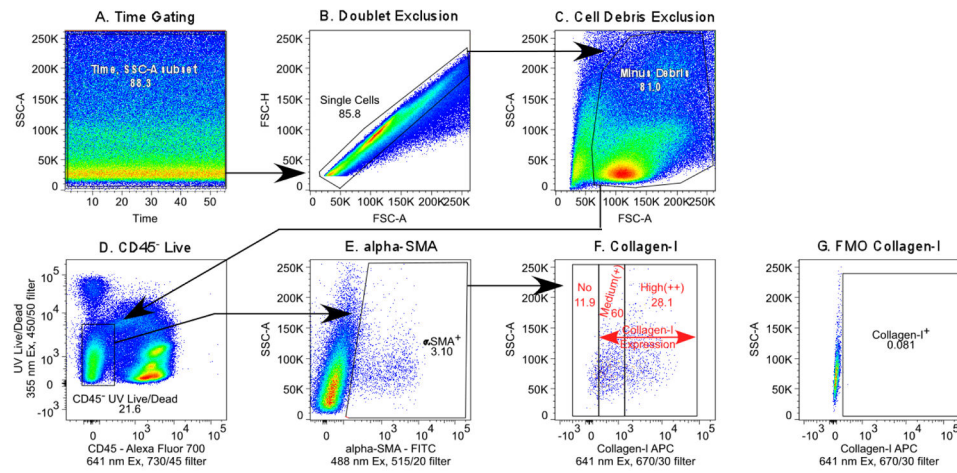 A. Time Gating
B. Doublet Exclusion
C. Cell Debris Exclusion
250K
200K
150K
100K
50K
0
SSC-A
Time, SSC-A subset
88.3
10 20 30 40 50
Time
250K
200K
150K
100K
50K
0
FSC-H
Single Cells
85.8
0 50K 100K 150K 200K 250K
FSC-A
250K
200K
150K
100K
50K
0
SSC-A
Minus Debris
81.0
0 50K 100K 150K 200K 250K
FSC-A
D. CD45⁻ Live
E. alpha-SMA
F. Collagen-I
G. FMO Collagen-I
UV Live/Dead
355 nm Ex, 450/50 filter
10⁵
10⁴
10³
0
-10³
CD45⁻ UV Live/Dead
21.6
0 10³ 10⁴ 10⁵
CD45 - Alexa Fluor 700
641 nm Ex, 730/45 filter
250K
200K
150K
100K
50K
0
SSC-A
αSMA⁺
3.10
0 10³ 10⁴ 10⁵
alpha-SMA - FITC
488 nm Ex, 515/20 filter
250K
200K
150K
100K
50K
0
SSC-A
No
11.9
Medium(+)
60
High(++)
28.1
Collagen-I
Expression
-10³ 0 10³ 10⁴ 10⁵
Collagen-I APC
641 nm Ex, 670/30 filter
250K
200K
150K
100K
50K
0
SSC-A
Collagen-I⁺
0.081
-10³ 0 10³ 10⁴ 10⁵
Collagen-I APC
641 nm Ex, 670/30 filter